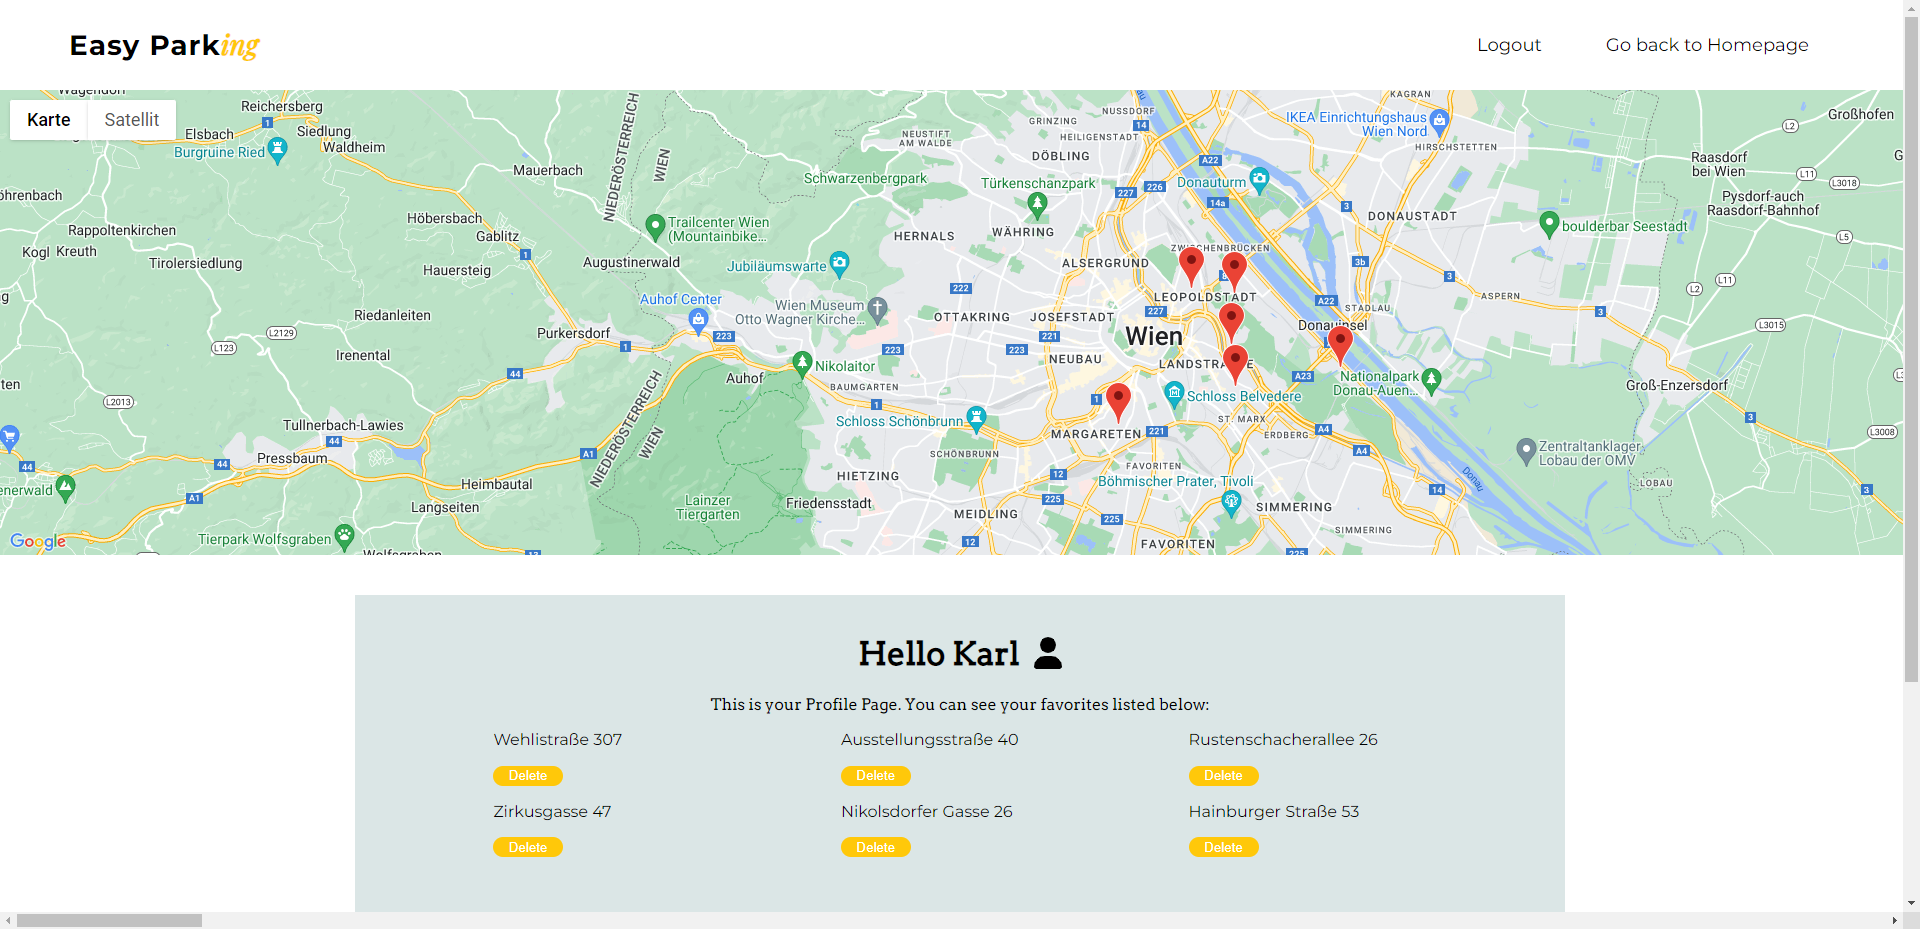 Easy Parking
Logout
Go back to Homepage
Karte
Satellit
Reichersberg
Elsbach
Siedlung
Waldheim
Burgruine Ried
Mauerbach
NIEDERÖSTERREICH
WIEN
Schwarzenbergpark
NEUSTIFT
AM WALDE
GRINZING
NUSSDORF
HEILIGENSTADT
DÖBLING
Türkenschanzpark
Donauturm
KAGRAN
IKEA Einrichtungshaus
Wien Nord
HIRSCHSTETTEN
Großhofen
Raasdorf
bei Wien
Pysdorf-auch
Raasdorf-Bahnhof
Rappoltenkirchen
Kogl
Kreuth
Tirolersiedlung
Höbersbach
Gablitz
Hauersteig
Trailcenter Wien
(Mountainbike...
Augustinerwald
Jubiläumswarte
HERNALS
WÄHRING
ALSERGRUND
ZWISCHENBRÜCKEN
DONAUSTADT
boulderbar Seestadt
Auhof Center
Wien Museum
Otto Wagner Kirche...
OTTAKRING
JOSEFSTADT
LEOPOLDSTADT
Wien
STADLAU
ASPERN
Donauinsel
Riedanleiten
Purkersdorf
Irenental
Nikolaitor
Auhof
BAUMGARTEN
NEUBAU
LANDSTRASSE
Schloss Belvedere
Nationalpark
Donau-Auen...
Groß-Enzersdorf
Schloss Schönbrunn
MARGARETEN
ST. MARX
ERDBERG
Tullnerbach-Lawies
Pressbaum
Heimbautal
Langseiten
NIEDERÖSTERREICH
WIEN
Lainzer
Tiergarten
Friedensstadt
HIETZING
SCHÖNBRUNN
MEIDLING
FAVORITEN
Böhmischer Prater, Tivoli
SIMMERING
SIMMERING
FAVORITEN
Zentraltanklager
Lobau der OMV
LOBAU
Donau
Tierpark Wolfsgraben
Wolfsgraben
Google
Hello Karl
This is your Profile Page. You can see your favorites listed below:
Wehlistraße 307
Ausstellungsstraße 40
Rustenschacherallee 26
Delete
Delete
Delete
Zirkusgasse 47
Nikolsdorfer Gasse 26
Hainburger Straße 53
Delete
Delete
Delete